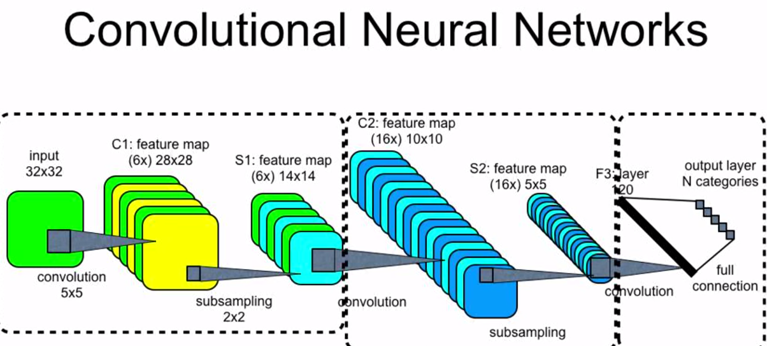 Convolutional Neural Networks
input
32x32
C1: feature map
(6x) 28x28
S1: feature map
(6x) 14x14
C2: feature map
(16x) 10x10
S2: feature map
(16x) 5x5
F3: layer
120
output layer
N categories
convolution
5x5
subsampling
2x2
convolution
subsampling
convolution
full
connection